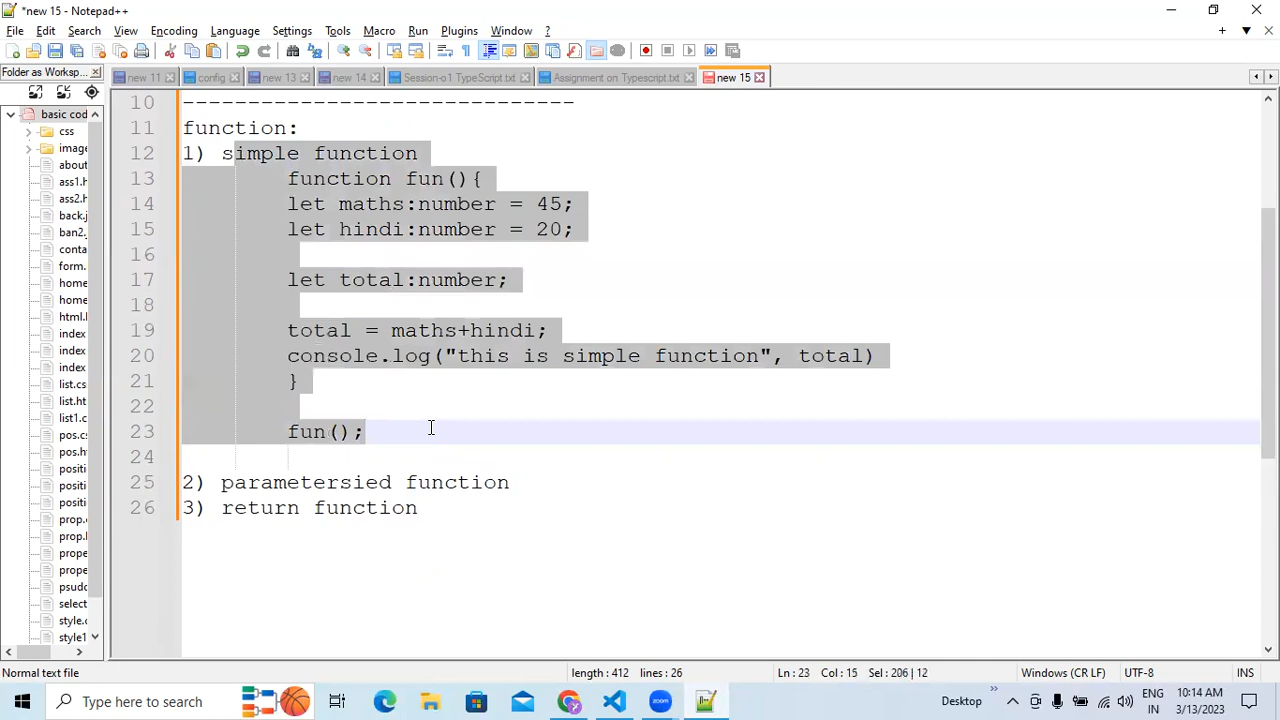 *new 15 - Notepad++
File Edit Search View Encoding Language Settings Tools Macro Run Plugins Window ?
Folder as Worksp...
new 11 config new 13 new 14 Session-o1 TypeScript.txt Assignment on Typescript.txt new 15
basic cod
css
image
about
ass1.h
ass2.h
back.j
ban2.
conta
form.
home
home
html.l
index
index
index
list.cs
list.ht
list1.c
pos.cs
pos.ht
positi
positi
positi
prop.c
prop.l
prope
prope
psudo
select
style.c
style1
10 ------------------------------
11 function:
12 1) simple function
13 function fun(){
14 let maths:number = 45;
15 let hindi:number = 20;
16
17 let total:number;
18
19 total = maths+hindi;
20 console.log("this is simple function", total)
21 }
22
23 fun();
24
25 2) parametersied function
26 3) return function
Normal text file length : 412 lines : 26 Ln : 23 Col : 15 Sel : 206 | 12 Windows (CR LF) UTF-8 INS
Type here to search
zoom
Desktop
ENG
IN
10:14 AM
3/13/2023